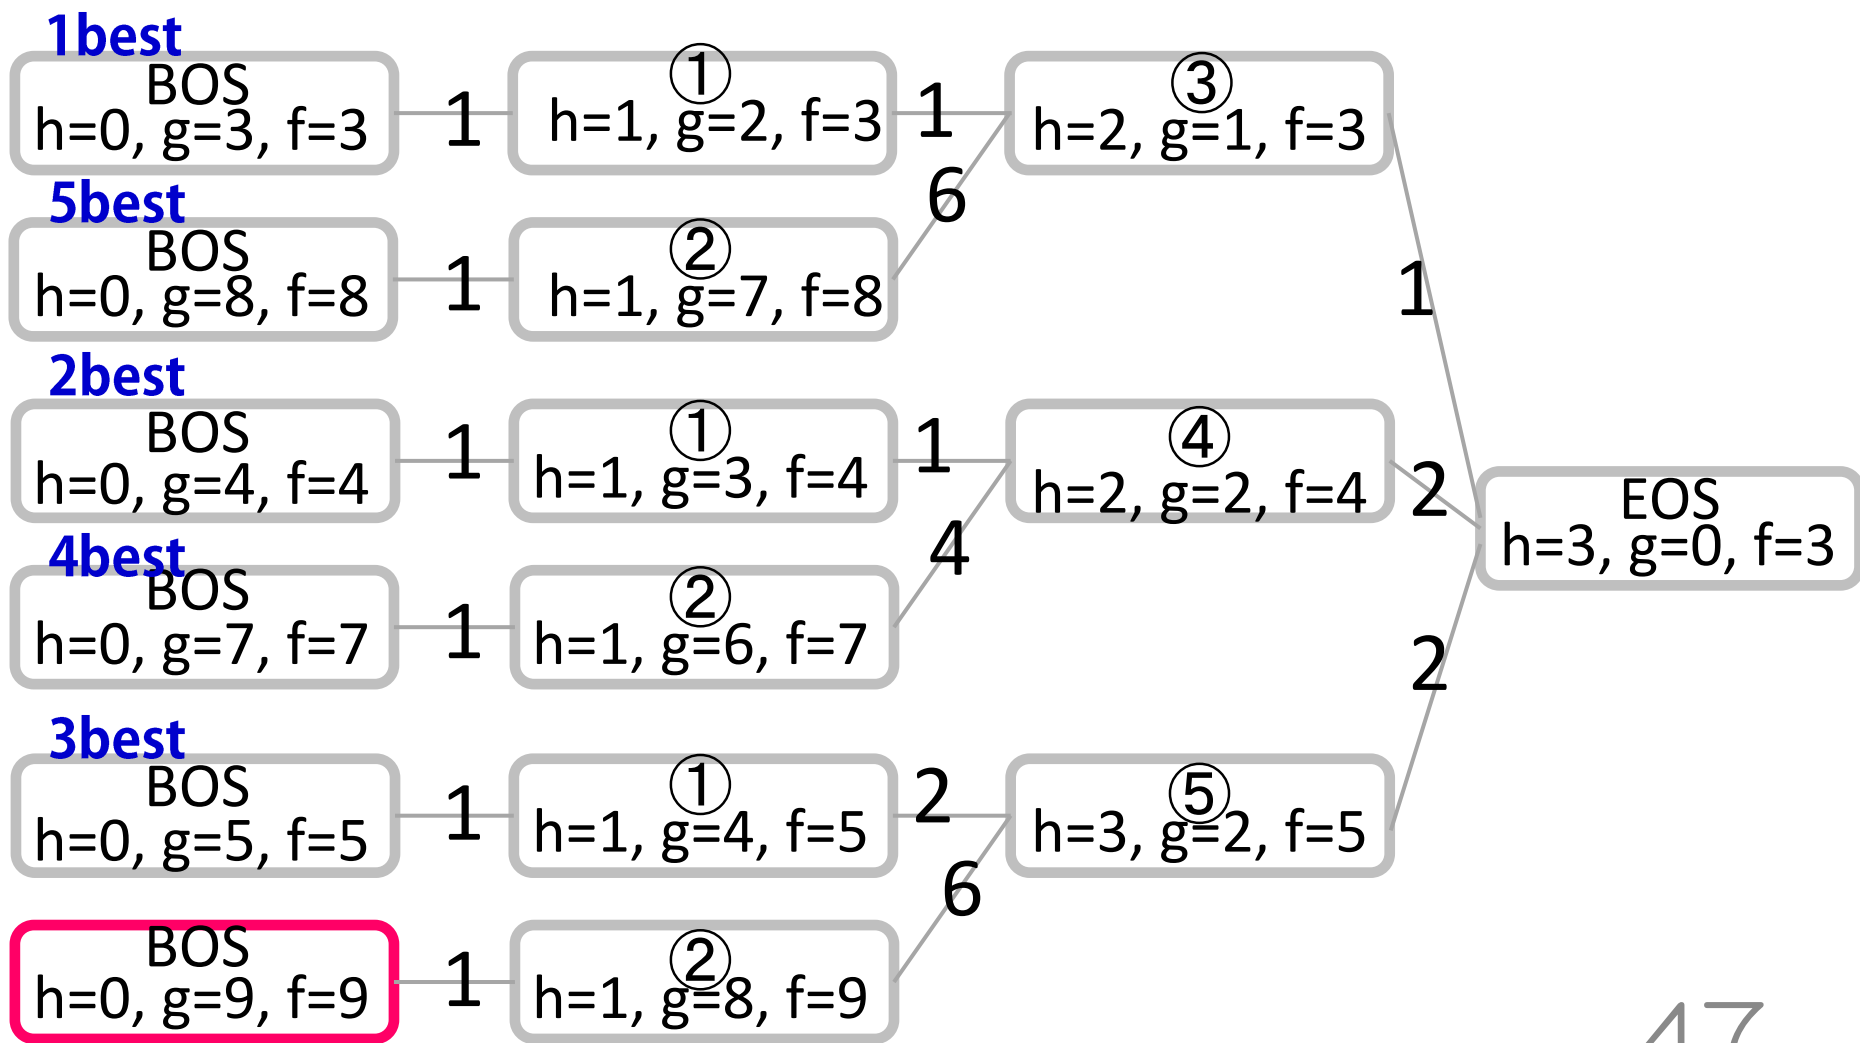 1best
BOS
h=0, g=3, f=3
1
①
h=1, g=2, f=3
1
③
h=2, g=1, f=3
6
5best
BOS
h=0, g=8, f=8
1
②
h=1, g=7, f=8
1
2best
BOS
h=0, g=4, f=4
1
①
h=1, g=3, f=4
1
④
h=2, g=2, f=4
2
EOS
h=3, g=0, f=3
4best
BOS
h=0, g=7, f=7
1
②
h=1, g=6, f=7
4
2
3best
BOS
h=0, g=5, f=5
1
①
h=1, g=4, f=5
2
⑤
h=3, g=2, f=5
6
BOS
h=0, g=9, f=9
1
②
h=1, g=8, f=9
47